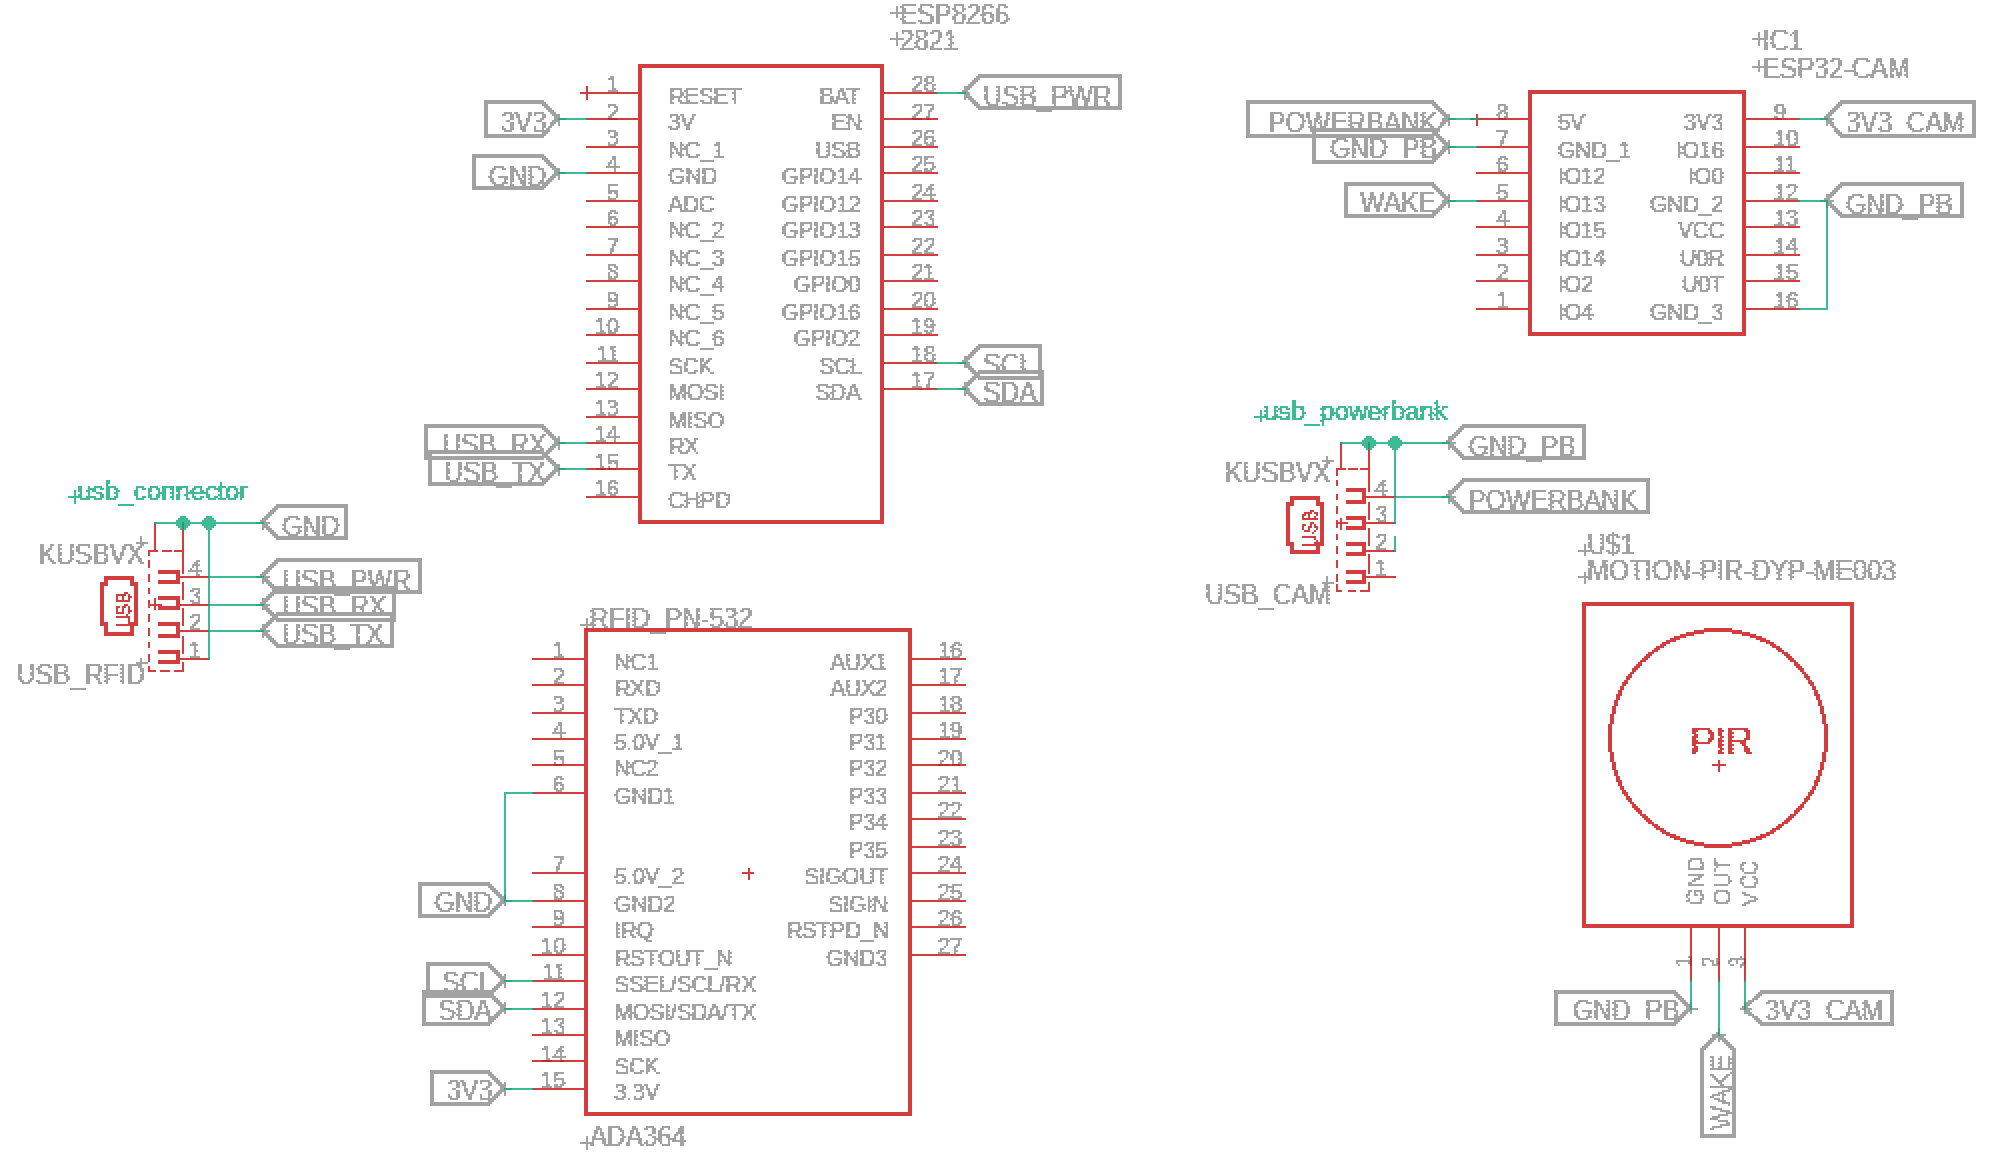 ESP8266
2821
1 RESET BAT 28 USB_PWR
3V3 2 3V EN 27
3 NC_1 USB 26
GND 4 GND GPIO14 25
5 ADC GPIO12 24
6 NC_2 GPIO13 23
7 NC_3 GPIO15 22
8 NC_4 GPIO0 21
9 NC_5 GPIO16 20
10 NC_6 GPIO2 19
11 SCK SCL 18 SCL
12 MOSI SDA 17 SDA
13 MISO
USB_RX 14 RX
USB_TX 15 TX
16 CHPD
IC1
ESP32-CAM
POWERBANK 8 5V 3V3 9 3V3_CAM
GND_PB 7 GND_1 IO16 10
6 IO12 IO0 11
WAKE 5 IO13 GND_2 12 GND_PB
4 IO15 VCC 13
3 IO14 U0R 14
2 IO2 U0T 15
1 IO4 GND_3 16
usb_connector
GND
KUSBVX
4 USB_PWR
USB 3 USB_RX
2 USB_TX
1
USB_RFID
usb_powerbank
GND_PB
KUSBVX
4 POWERBANK
USB 3
2
1
USB_CAM
RFID_PN-532
1 NC1 AUX1 16
2 RXD AUX2 17
3 TXD P30 18
4 5.0V_1 P31 19
5 NC2 P32 20
6 GND1 P33 21
P34 22
P35 23
7 5.0V_2 SIGOUT 24
GND 8 GND2 SIGIN 25
9 IRQ RSTPD_N 26
10 RSTOUT_N GND3 27
SCL 11 SSEL/SCL/RX
SDA 12 MOSI/SDA/TX
13 MISO
14 SCK
3V3 15 3.3V
ADA364
U$1
MOTION-PIR-DYP-ME003
PIR
GND OUT VCC
1 2 3
GND_PB 3V3_CAM
WAKE